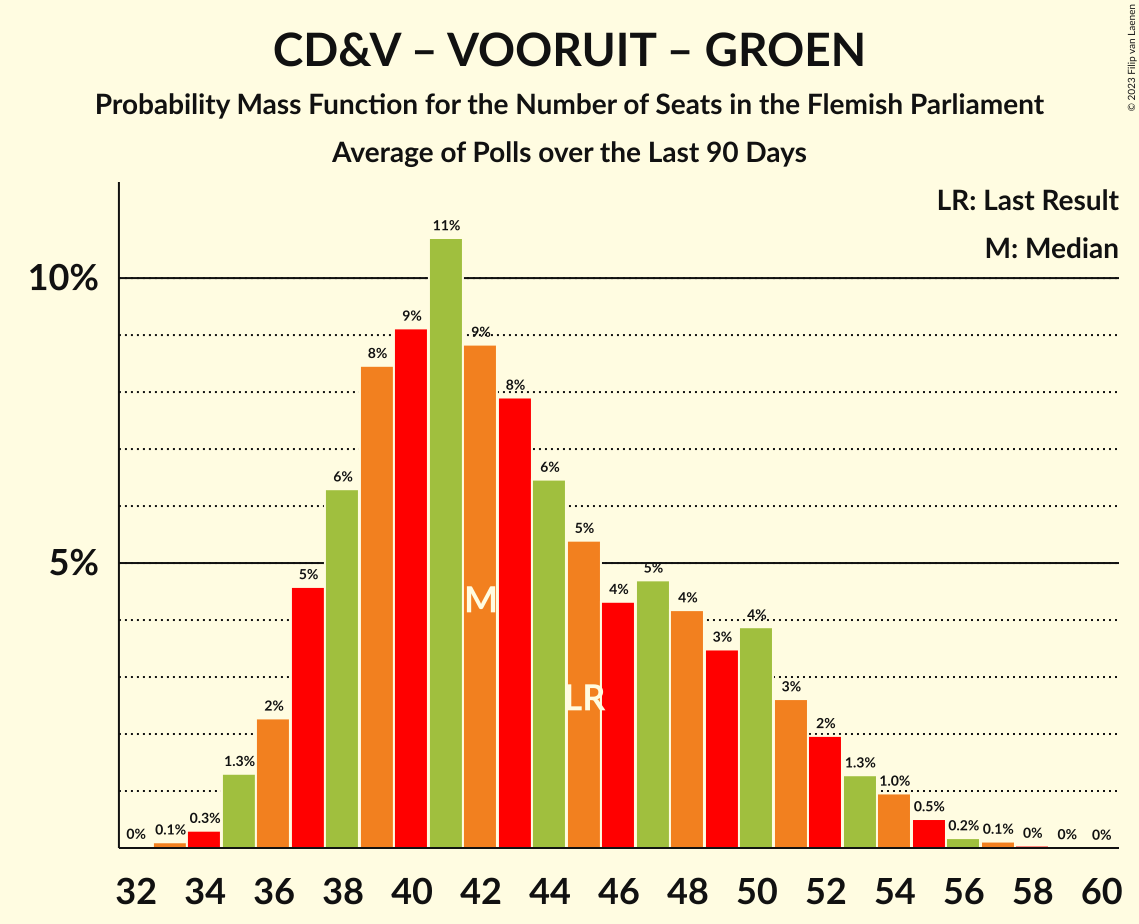 CD&V – VOORUIT – GROEN
Probability Mass Function for the Number of Seats in the Flemish Parliament
Average of Polls over the Last 90 Days
© 2023 Filip van Laenen
LR: Last Result
M: Median
10%
5%
0% 0.1% 0.3% 1.3% 2% 5% 6% 8% 9% 11% 9% 8% 6% 5% 4% 5% 4% 3% 4% 3% 2% 1.3% 1.0% 0.5% 0.2% 0.1% 0% 0% 0%
M
LR
32 34 36 38 40 42 44 46 48 50 52 54 56 58 60